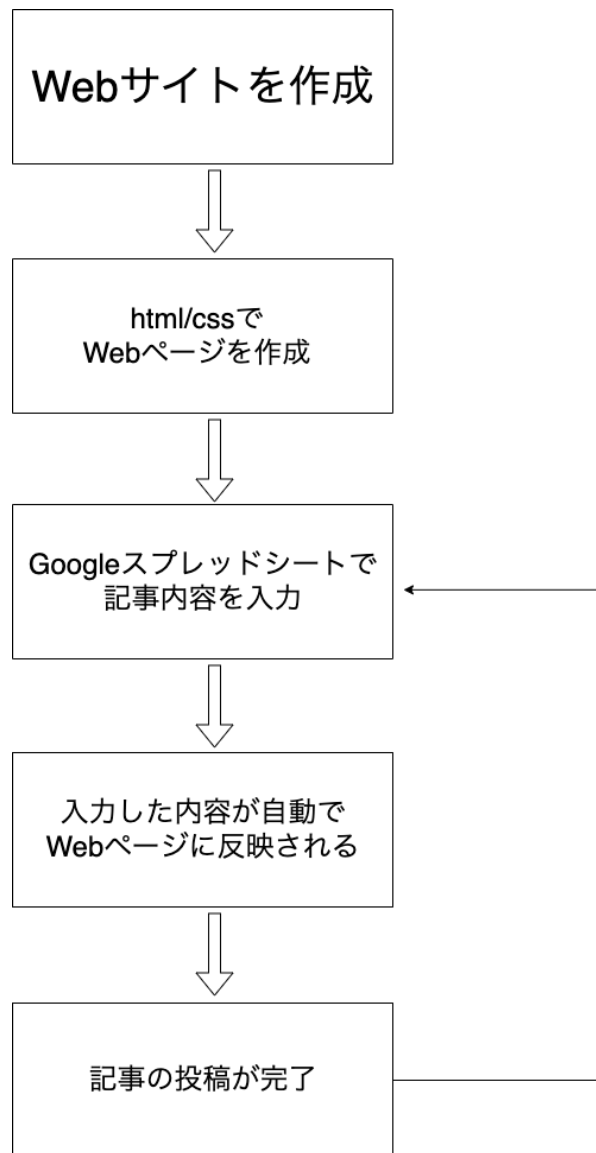 Webサイトを作成
html/cssで
Webページを作成
Googleスプレッドシートで
記事内容を入力
入力した内容が自動で
Webページに反映される
記事の投稿が完了